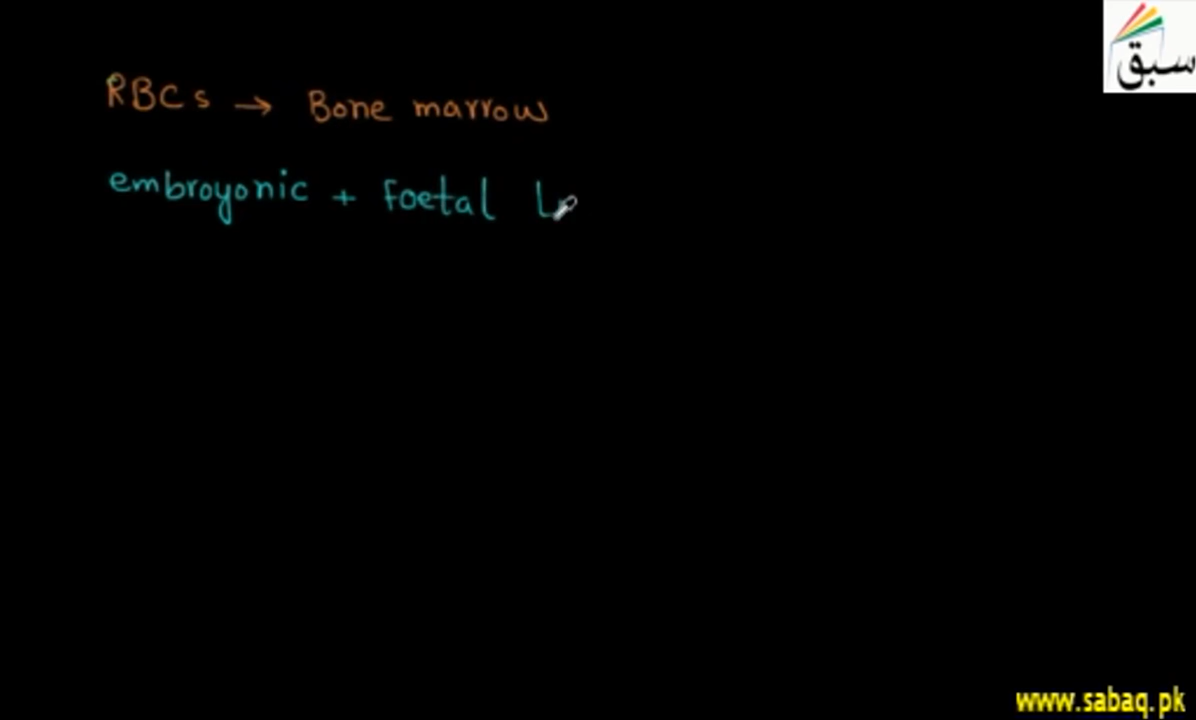 سبق
RBCs → Bone marrow
embroyonic + foetal
www.sabaq.pk